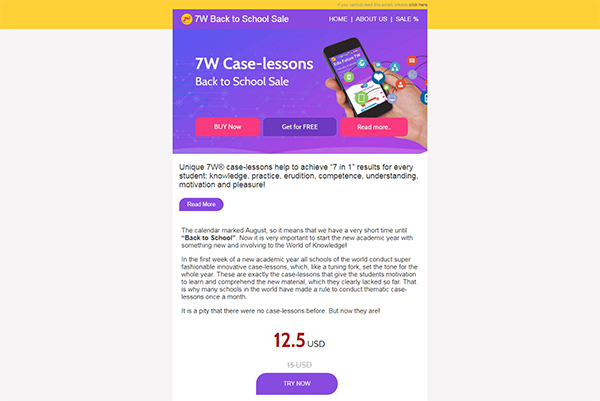 If you cannot read this email, please click here
7W Back to School Sale
HOME | ABOUT US | SALE %
7W Case-lessons
Back to School Sale
BUY Now
Get for FREE
Read more..
Unique 7W® case-lessons help to achieve "7 in 1" results for every
student: knowledge, practice, erudition, competence, understanding,
motivation and pleasure!
Read More
The calendar marked August, so it means that we have a very short time until
"Back to School". Now it is very important to start the new academic year with
something new and involving to the World of Knowledge!
In the first week of a new academic year all schools of the world conduct super
fashionable innovative case-lessons, which, like a tuning fork, set the tone for the
whole year. These are exactly the case-lessons that give the students motivation
to learn and comprehend the new material, which they clearly lacked so far. That
is why many schools in the world have made a rule to conduct thematic case-
lessons once a month.
It is a pity that there were no case-lessons before. But now they are!
12.5 USD
15 USD
TRY NOW